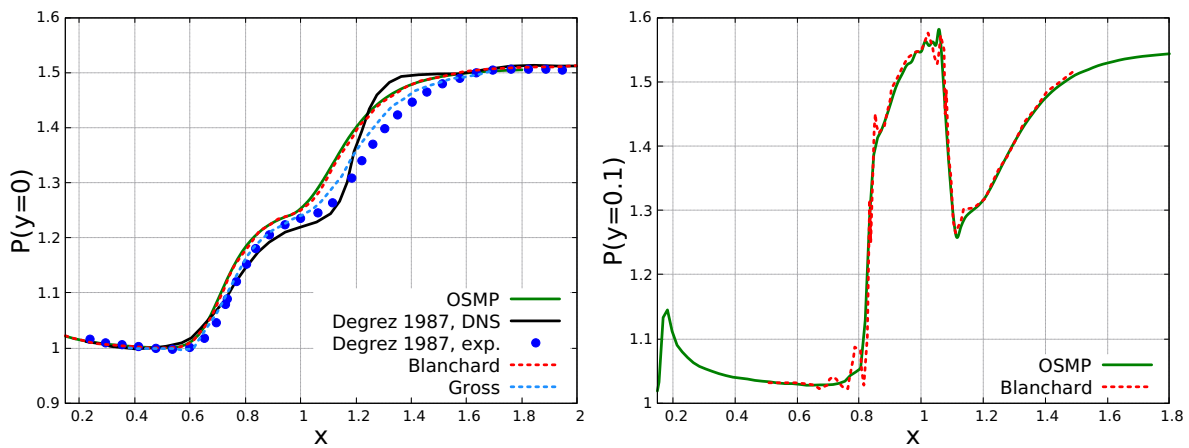 P(y=0)
1.6
1.5
1.4
1.3
1.2
1.1
1
0.9
0.2 0.4 0.6 0.8 1 1.2 1.4 1.6 1.8 2
x
OSMP
Degrez 1987, DNS
Degrez 1987, exp.
Blanchard
Gross
P(y=0.1)
1.6
1.5
1.4
1.3
1.2
1.1
1
0.2 0.4 0.6 0.8 1 1.2 1.4 1.6 1.8
x
OSMP
Blanchard